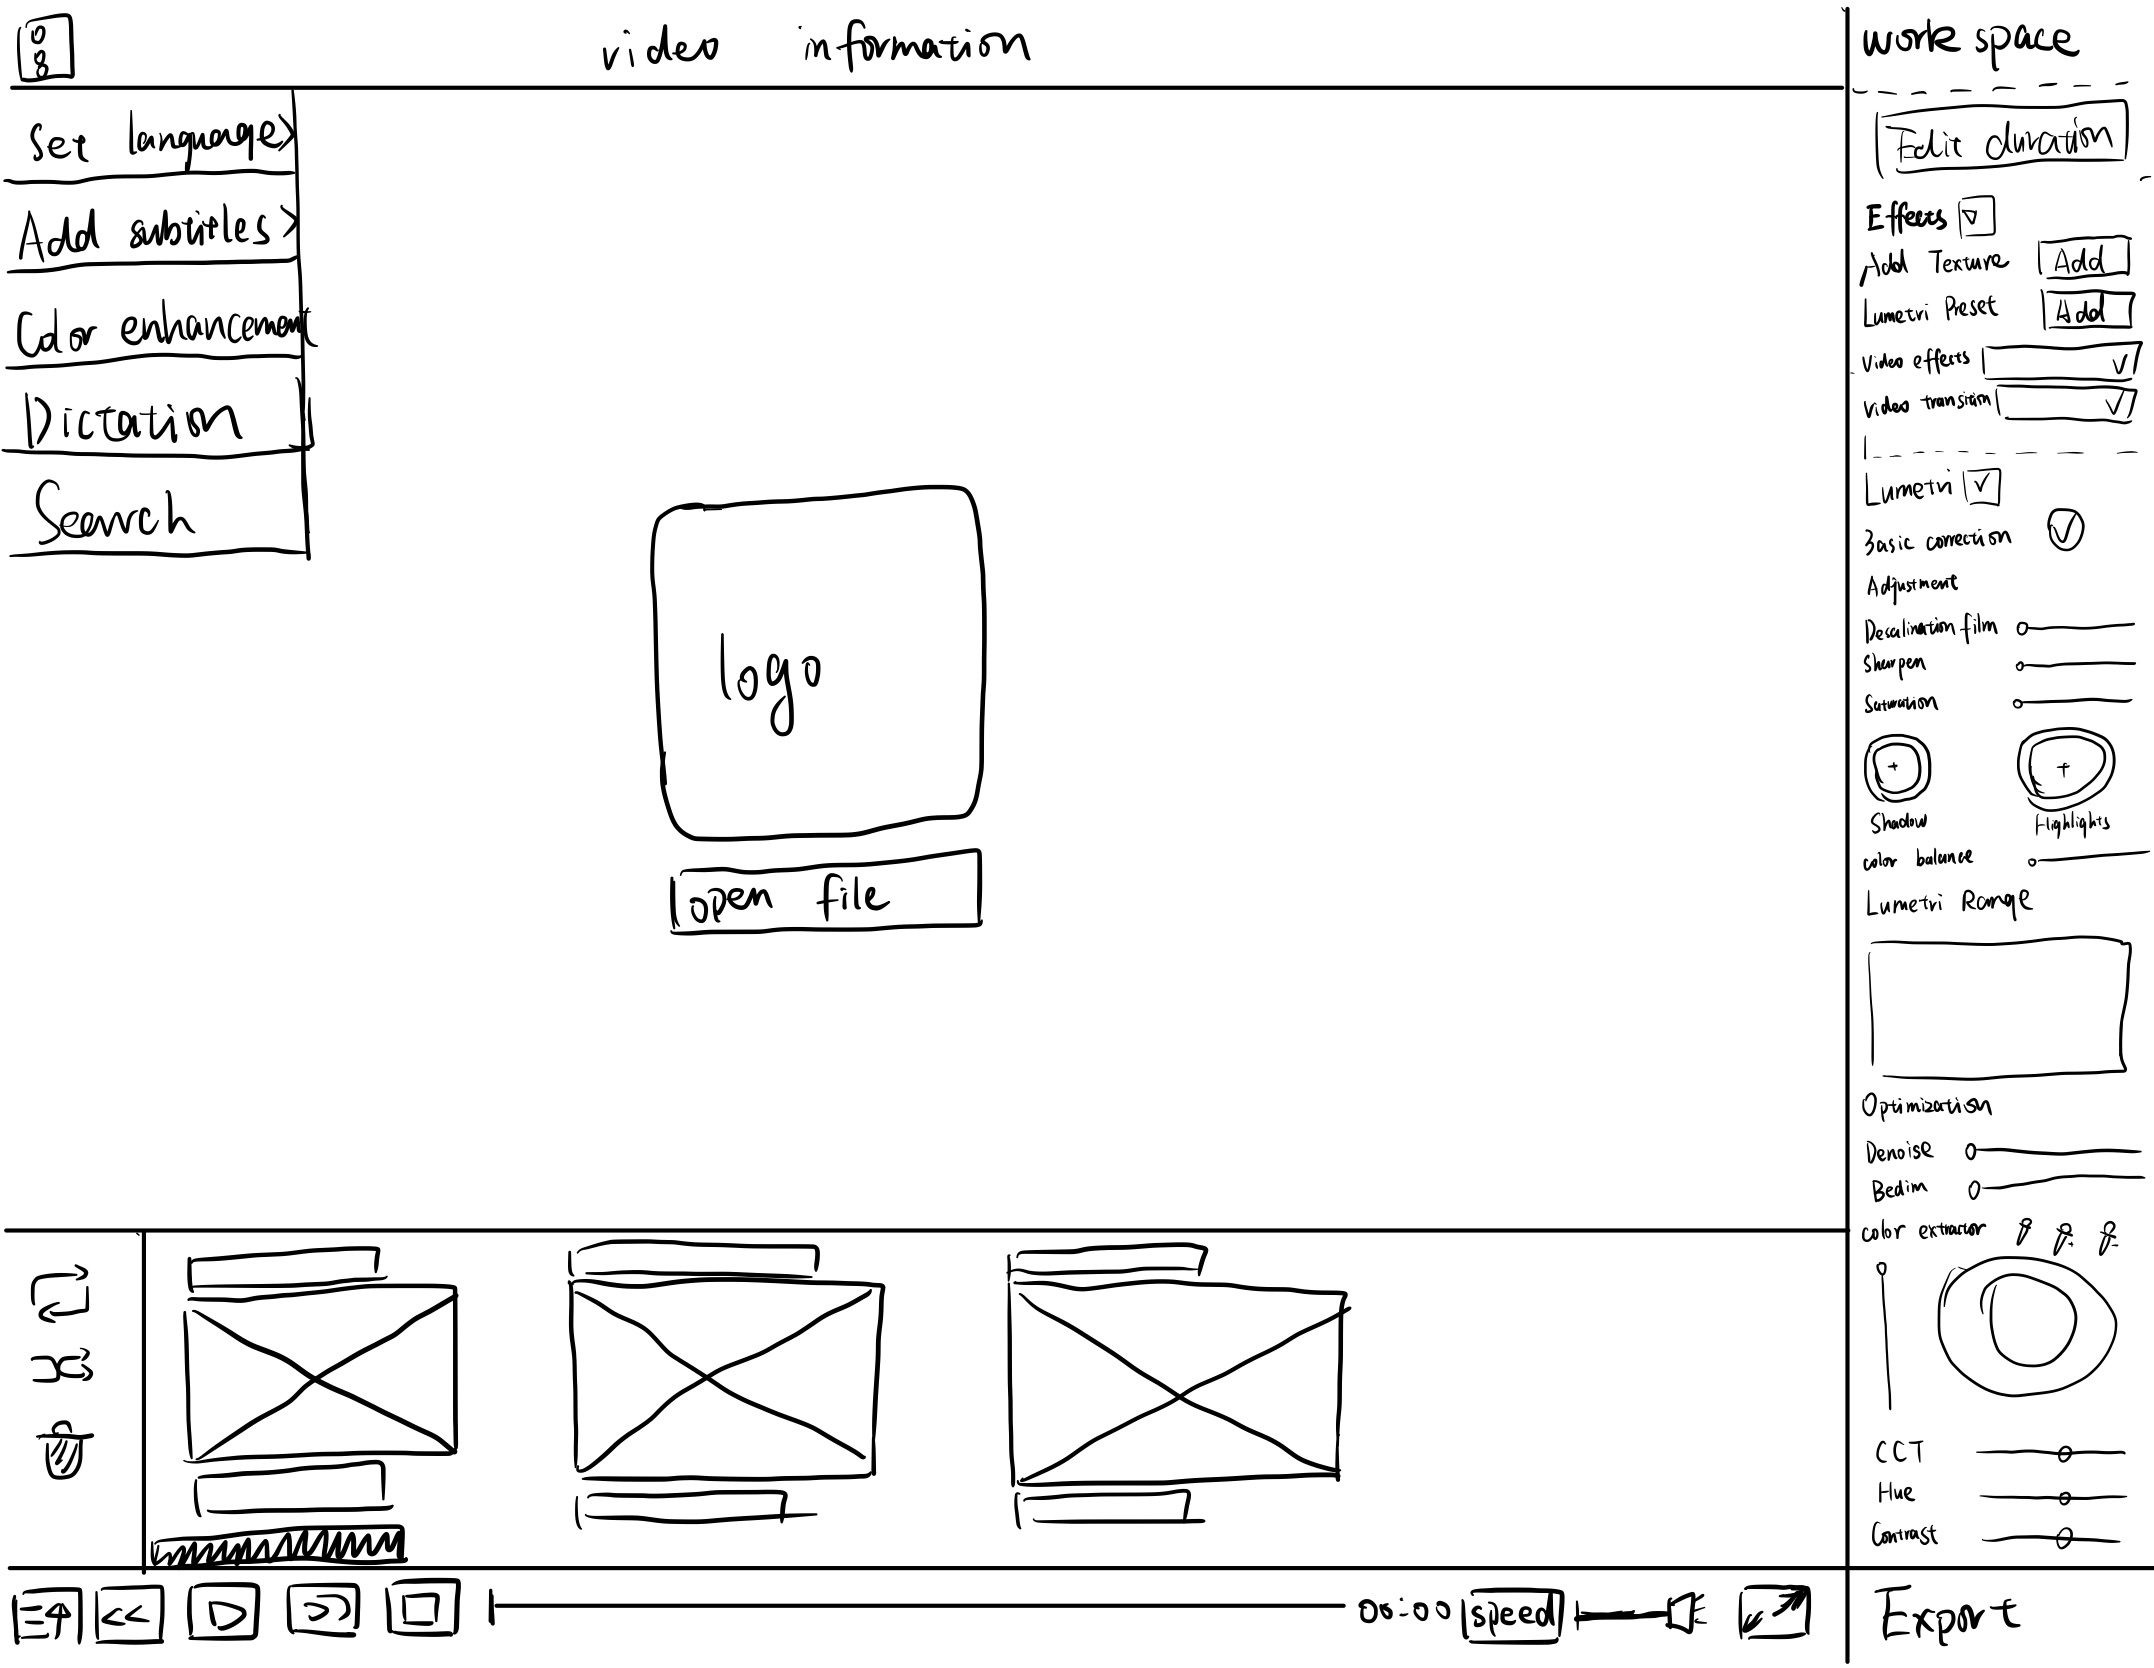 video information
Set language >
Add subtitles >
Color enhancement
Dictation
Search
logo
open file
work space
Edit duration
Effects
Add Texture Add
Lumetri Preset Add
Video effects
video transition
Lumetri
Basic correction
Adjustment
Desalination film
Sharpen
Saturation
Shadow Highlights
color balance
Lumetri Range
Optimization
Denoise
Bedim
color extractor
CCT
Hue
Contrast
<< 00:00 speed
Export